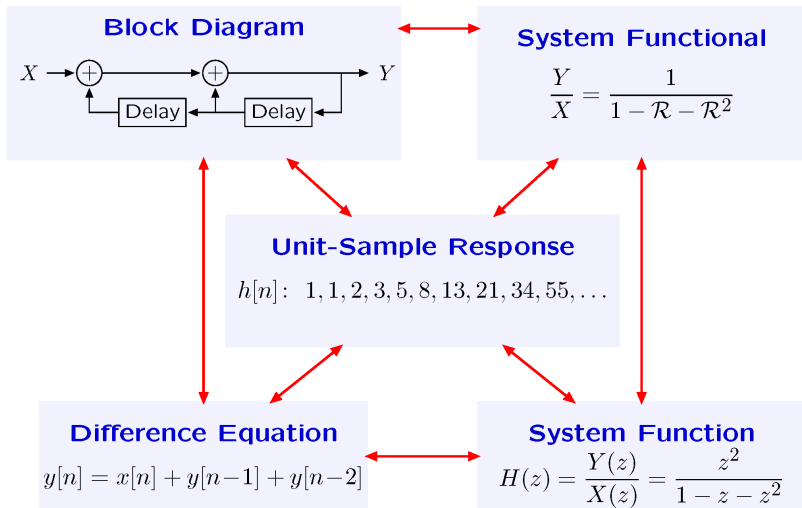 Block Diagram
X + + Y
Delay Delay
System Functional
Y/X = 1/(1 − ℛ − ℛ²)
Unit-Sample Response
h[n]: 1, 1, 2, 3, 5, 8, 13, 21, 34, 55, ...
Difference Equation
y[n] = x[n] + y[n−1] + y[n−2]
System Function
H(z) = Y(z)/X(z) = z²/(1 − z − z²)